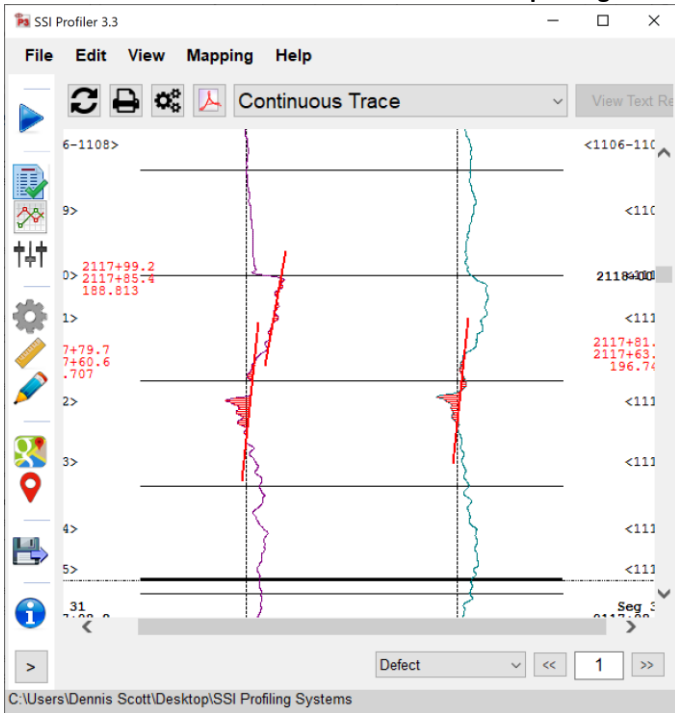 SSI Profiler 3.3
File Edit View Mapping Help
Continuous Trace View Text Re
6-1108> <1106-110
9> <110
2117+99.2
0> 2117+85.4 2118+00
188.813
1> <111
7+79.7 2117+81.
7+60.6 2117+63.
.707 196.74
2> <111
3> <111
4> <111
5> <111
31 Seg
Defect << 1 >>
>
C:\Users\Dennis Scott\Desktop\SSI Profiling Systems